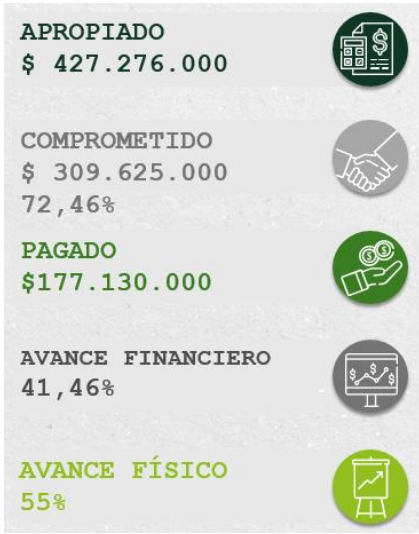 APROPIADO
$ 427.276.000
COMPROMETIDO
$ 309.625.000
72,46%
PAGADO
$177.130.000
AVANCE FINANCIERO
41,46%
AVANCE FÍSICO
55%